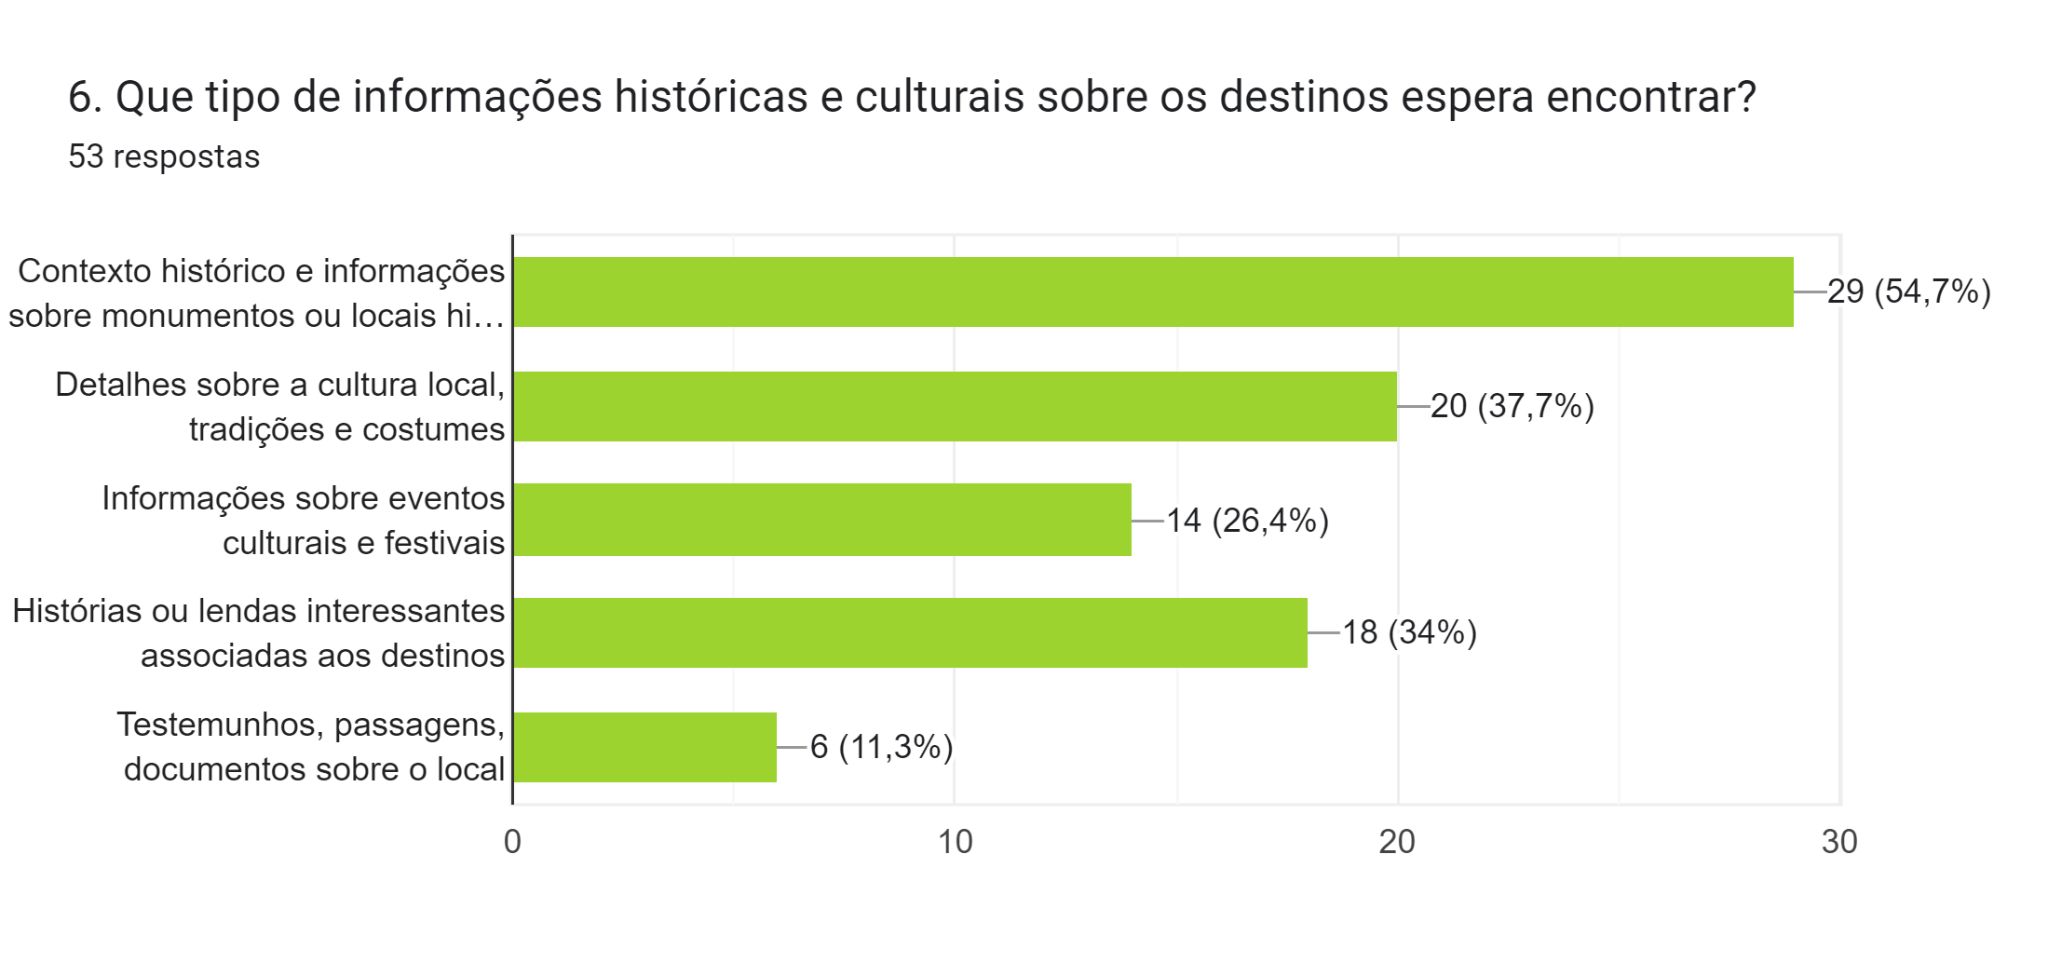 6. Que tipo de informações históricas e culturais sobre os destinos espera encontrar?
53 respostas
Contexto histórico e informações
sobre monumentos ou locais hi…
29 (54,7%)
Detalhes sobre a cultura local,
tradições e costumes
20 (37,7%)
Informações sobre eventos
culturais e festivais
14 (26,4%)
Histórias ou lendas interessantes
associadas aos destinos
18 (34%)
Testemunhos, passagens,
documentos sobre o local
6 (11,3%)
0 10 20 30